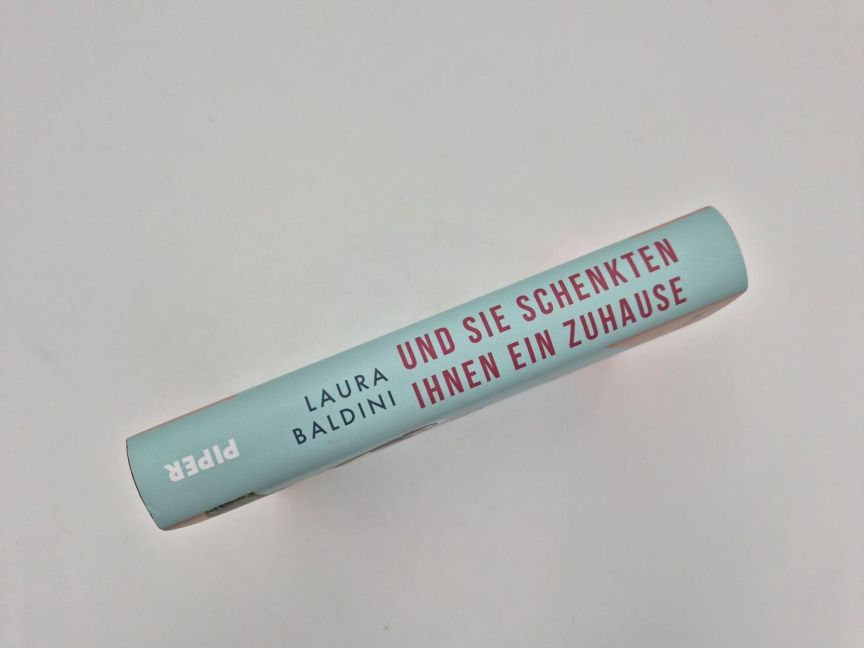 LAURA
BALDINI
UND SIE SCHENKTEN
IHNEN EIN ZUHAUSE
PIPER